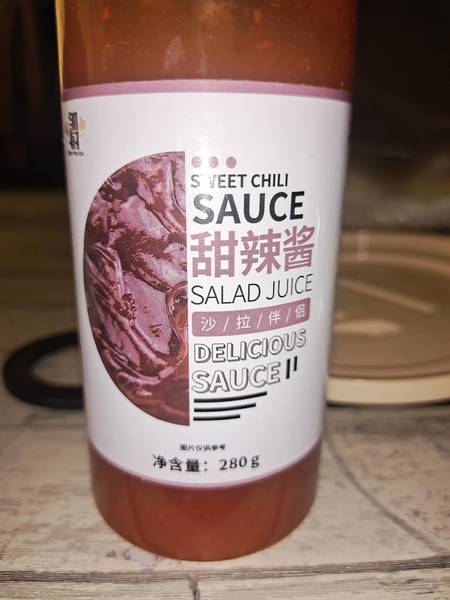 SWEET CHILI
SAUCE
甜辣酱
SALAD JUICE
沙/拉/伴/侣
DELICIOUS
SAUCE
图片仅供参考
净含量：280g